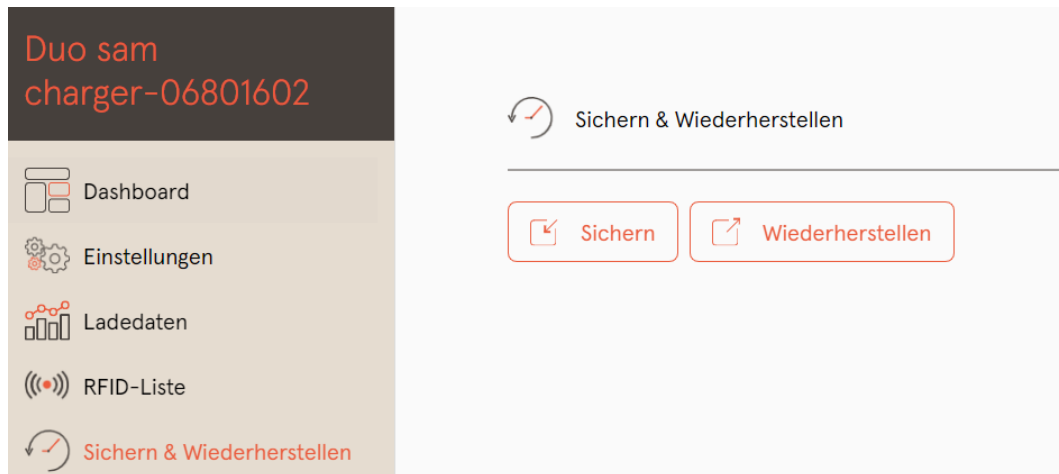 Duo sam
charger-06801602
Dashboard
Einstellungen
Ladedaten
RFID-Liste
Sichern & Wiederherstellen
Sichern & Wiederherstellen
Sichern
Wiederherstellen